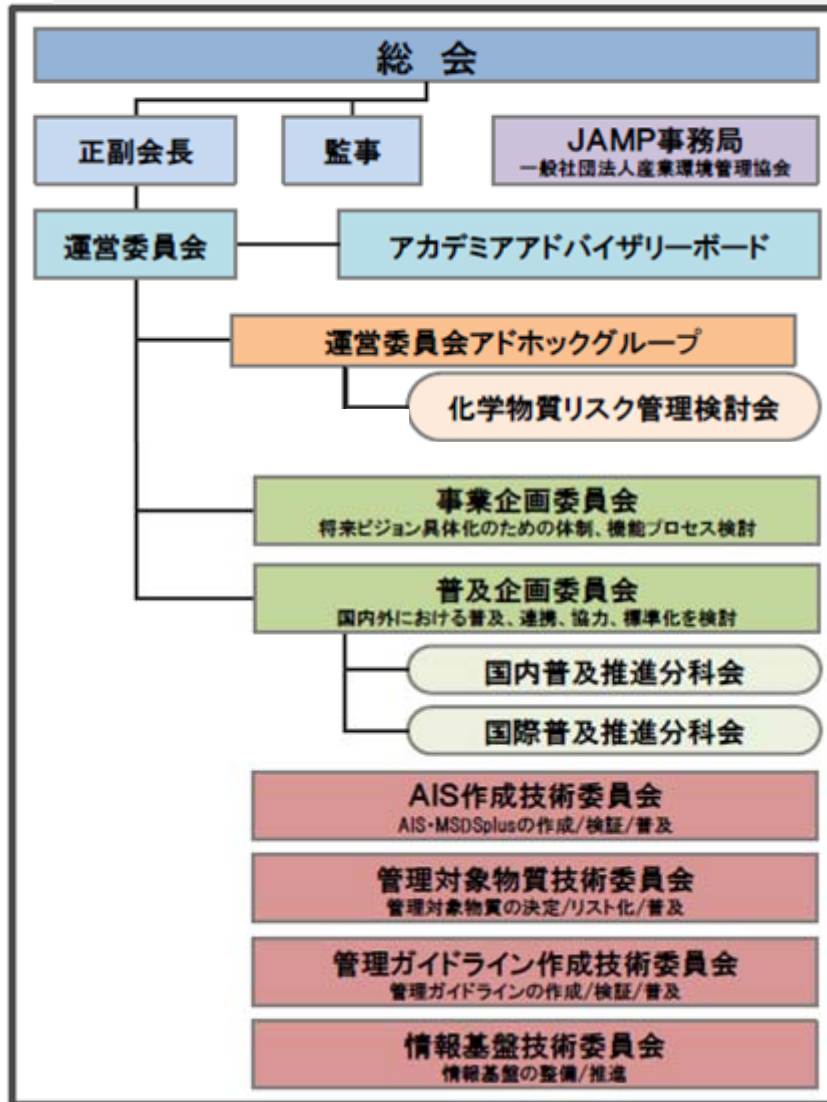 総 会
正副会長
監事
JAMP事務局
一般社団法人産業環境管理協会
運営委員会
アカデミアアドバイザリーボード
運営委員会アドホックグループ
化学物質リスク管理検討会
事業企画委員会
将来ビジョン具体化のための体制、機能プロセス検討
普及企画委員会
国内外における普及、連携、協力、標準化を検討
国内普及推進分科会
国際普及推進分科会
AIS作成技術委員会
AIS・MSDSplusの作成/検証/普及
管理対象物質技術委員会
管理対象物質の決定/リスト化/普及
管理ガイドライン作成技術委員会
管理ガイドラインの作成/検証/普及
情報基盤技術委員会
情報基盤の整備/推進